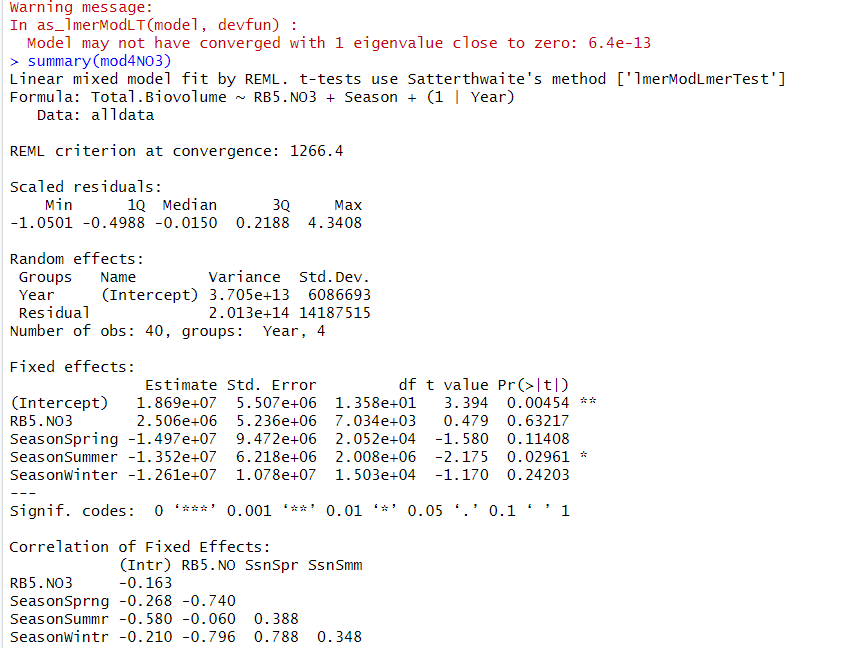 Warning message:
In as_lmerModLT(model, devfun) :
  Model may not have converged with 1 eigenvalue close to zero: 6.4e-13
> summary(mod4NO3)
Linear mixed model fit by REML. t-tests use Satterthwaite's method ['lmerModLmerTest']
Formula: Total.Biovolume ~ RB5.NO3 + Season + (1 | Year)
   Data: alldata

REML criterion at convergence: 1266.4

Scaled residuals:
    Min      1Q  Median      3Q     Max
-1.0501 -0.4988 -0.0150  0.2188  4.3408

Random effects:
 Groups   Name        Variance  Std.Dev.
 Year     (Intercept) 3.705e+13  6086693
 Residual             2.013e+14 14187515
Number of obs: 40, groups:  Year, 4

Fixed effects:
               Estimate Std. Error         df t value Pr(>|t|)
(Intercept)   1.869e+07  5.507e+06  1.358e+01   3.394  0.00454 **
RB5.NO3       2.506e+06  5.236e+06  7.034e+03   0.479  0.63217
SeasonSpring -1.497e+07  9.472e+06  2.052e+04  -1.580  0.11408
SeasonSummer -1.352e+07  6.218e+06  2.008e+06  -2.175  0.02961 *
SeasonWinter -1.261e+07  1.078e+07  1.503e+04  -1.170  0.24203
---
Signif. codes:  0 ‘***’ 0.001 ‘**’ 0.01 ‘*’ 0.05 ‘.’ 0.1 ‘ ’ 1

Correlation of Fixed Effects:
            (Intr) RB5.NO SsnSpr SsnSmm
RB5.NO3     -0.163
SeasonSprng -0.268 -0.740
SeasonSummr -0.580 -0.060  0.388
SeasonWintr -0.210 -0.796  0.788  0.348